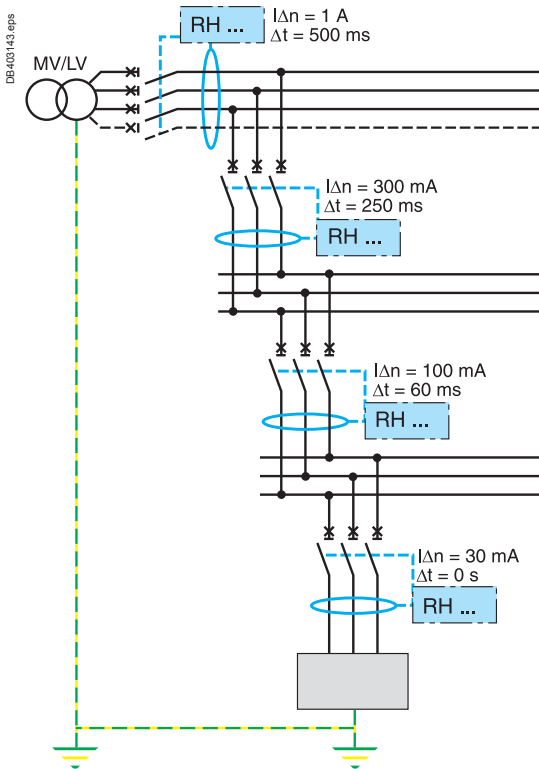 DB403143.eps
MV/LV
RH ...
IΔn = 1 A
Δt = 500 ms
IΔn = 300 mA
Δt = 250 ms
RH ...
IΔn = 100 mA
Δt = 60 ms
RH ...
IΔn = 30 mA
Δt = 0 s
RH ...